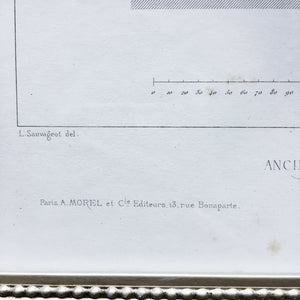 0 10 20 30 40 50 60 70 80 90
L. Sauvageot del.
ANCI
Paris. A. MOREL et Cie Editeurs, 13, rue Bonaparte.